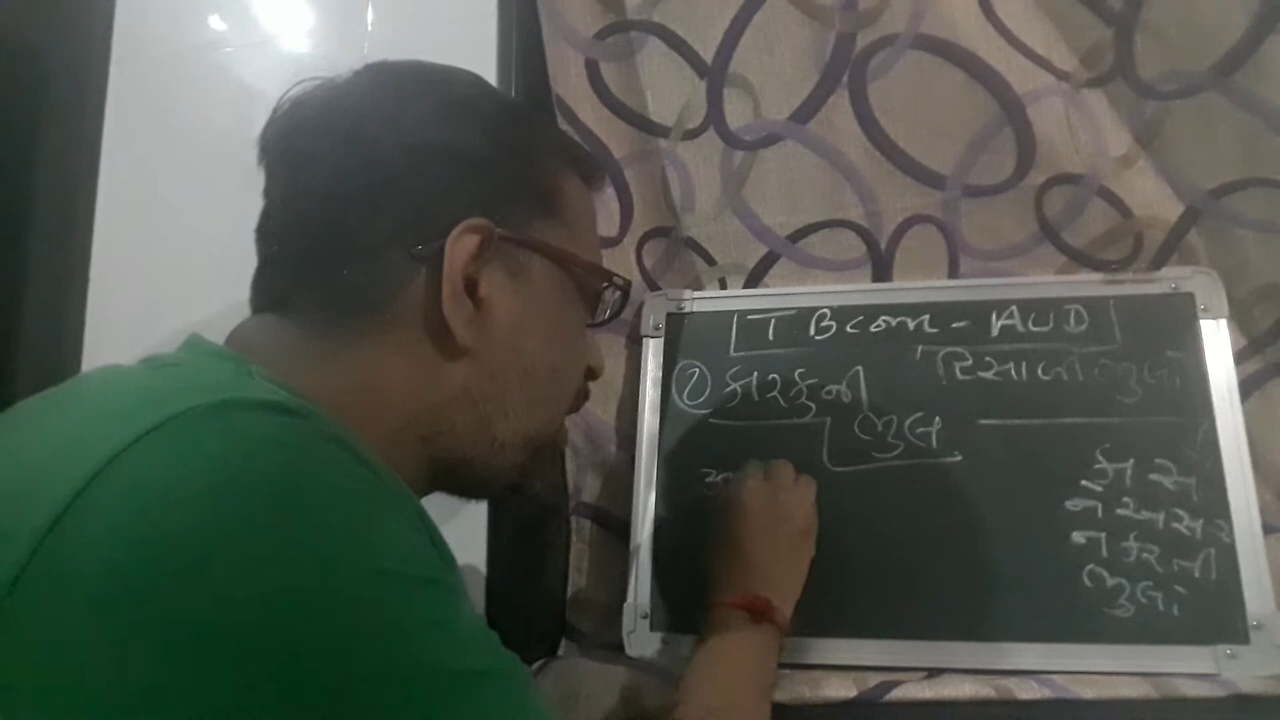 T Bcom - AUD
હિસાબી ભુલો
② કારકુની
ભુલ
કાસ
ન અસર
ન કરતી
ભુલો